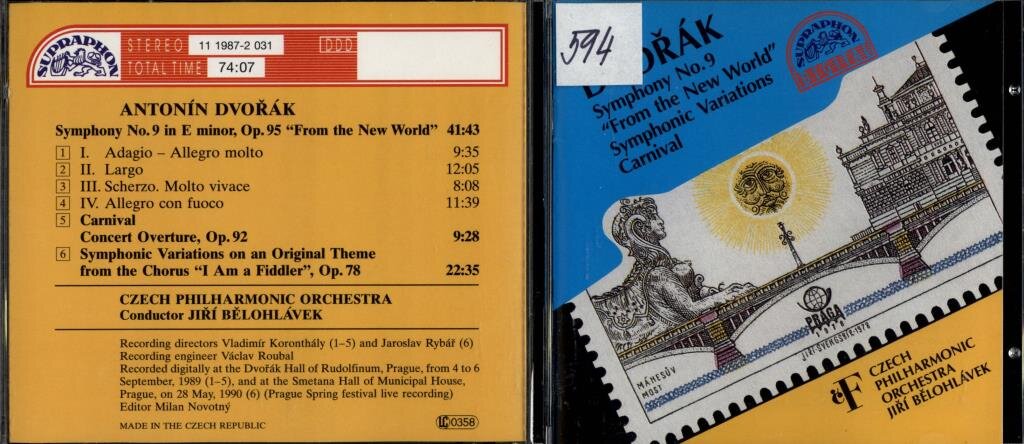 SUPRAPHON
STEREO 11 1987-2 031 DDD
TOTAL TIME 74:07
ANTONÍN DVOŘÁK
Symphony No. 9 in E minor, Op. 95 “From the New World” 41:43
1 I. Adagio – Allegro molto 9:35
2 II. Largo 12:05
3 III. Scherzo. Molto vivace 8:08
4 IV. Allegro con fuoco 11:39
5 Carnival
Concert Overture, Op. 92 9:28
6 Symphonic Variations on an Original Theme
from the Chorus “I Am a Fiddler”, Op. 78 22:35
CZECH PHILHARMONIC ORCHESTRA
Conductor JIŘÍ BĚLOHLÁVEK
Recording directors Vladimír Koronthály (1–5) and Jaroslav Rybář (6)
Recording engineer Václav Roubal
Recorded digitally at the Dvořák Hall of Rudolfinum, Prague, from 4 to 6
September, 1989 (1–5), and at the Smetana Hall of Municipal House,
Prague, on 28 May, 1990 (6) (Prague Spring festival live recording)
Editor Milan Novotný
MADE IN THE CZECH REPUBLIC
LC 0358
594
DVOŘÁK
Symphony No. 9
“From the New World”
Symphonic Variations
Carnival
SUPRAPHON
PRAGA
1978
JIŘÍ ŠVENGSBÍR-1978
MÁNESŮV
MOST
CZECH
PHILHARMONIC
ORCHESTRA
JIŘÍ BĚLOHLÁVEK